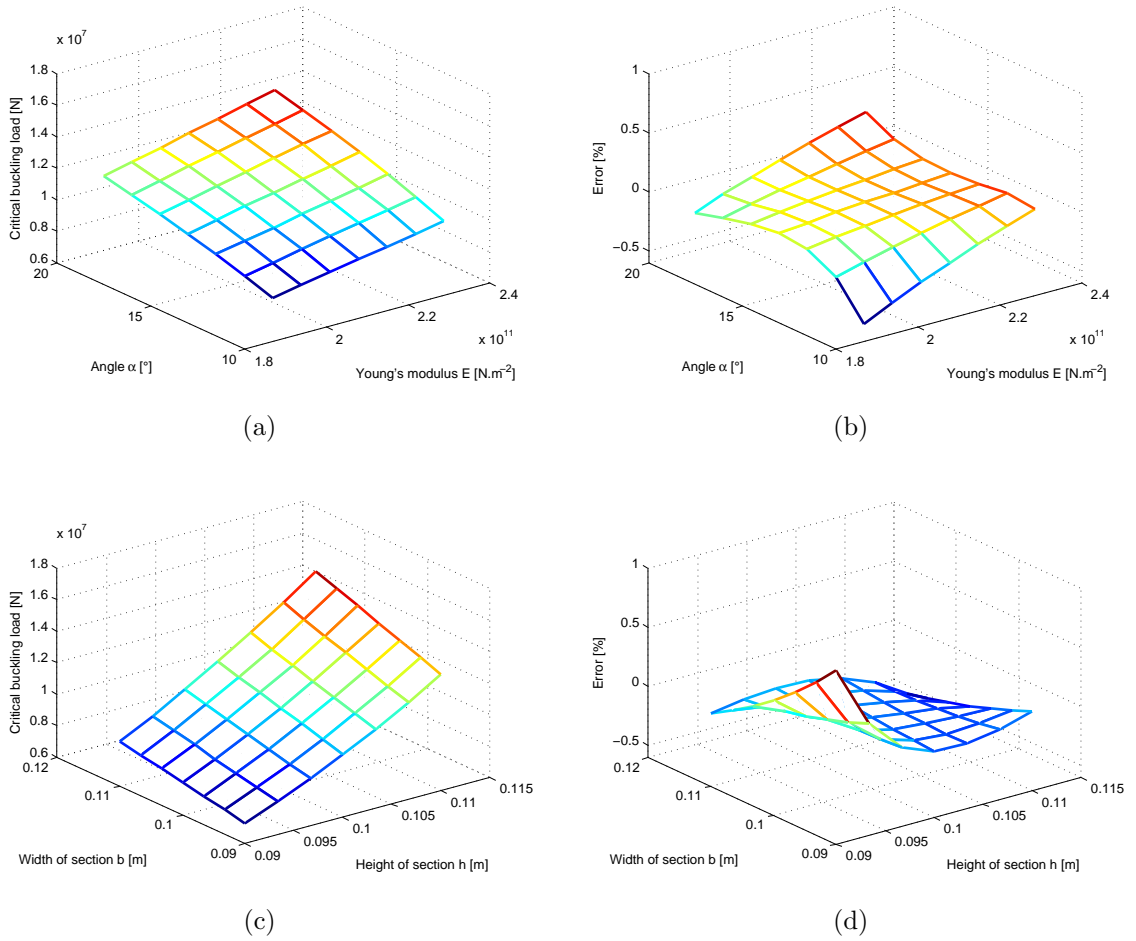 x 10^7
Critical buckling load [N]
1.8
1.6
1.4
1.2
1
0.8
0.6
20
15
10
1.8
2
2.2
2.4
x 10^11
Angle α [°]
Young's modulus E [N.m^−2]
(a)
Error [%]
1
0.5
0
−0.5
20
15
10
1.8
2
2.2
2.4
x 10^11
Angle α [°]
Young's modulus E [N.m^−2]
(b)
x 10^7
Critical buckling load [N]
1.8
1.6
1.4
1.2
1
0.8
0.6
0.12
0.11
0.1
0.09
0.09
0.095
0.1
0.105
0.11
0.115
Width of section b [m]
Height of section h [m]
(c)
Error [%]
1
0.5
0
−0.5
0.12
0.11
0.1
0.09
0.09
0.095
0.1
0.105
0.11
0.115
Width of section b [m]
Height of section h [m]
(d)